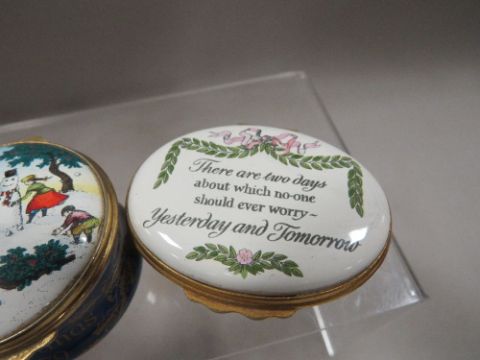 There are two days
about which no-one
should ever worry~
Yesterday and Tomorrow